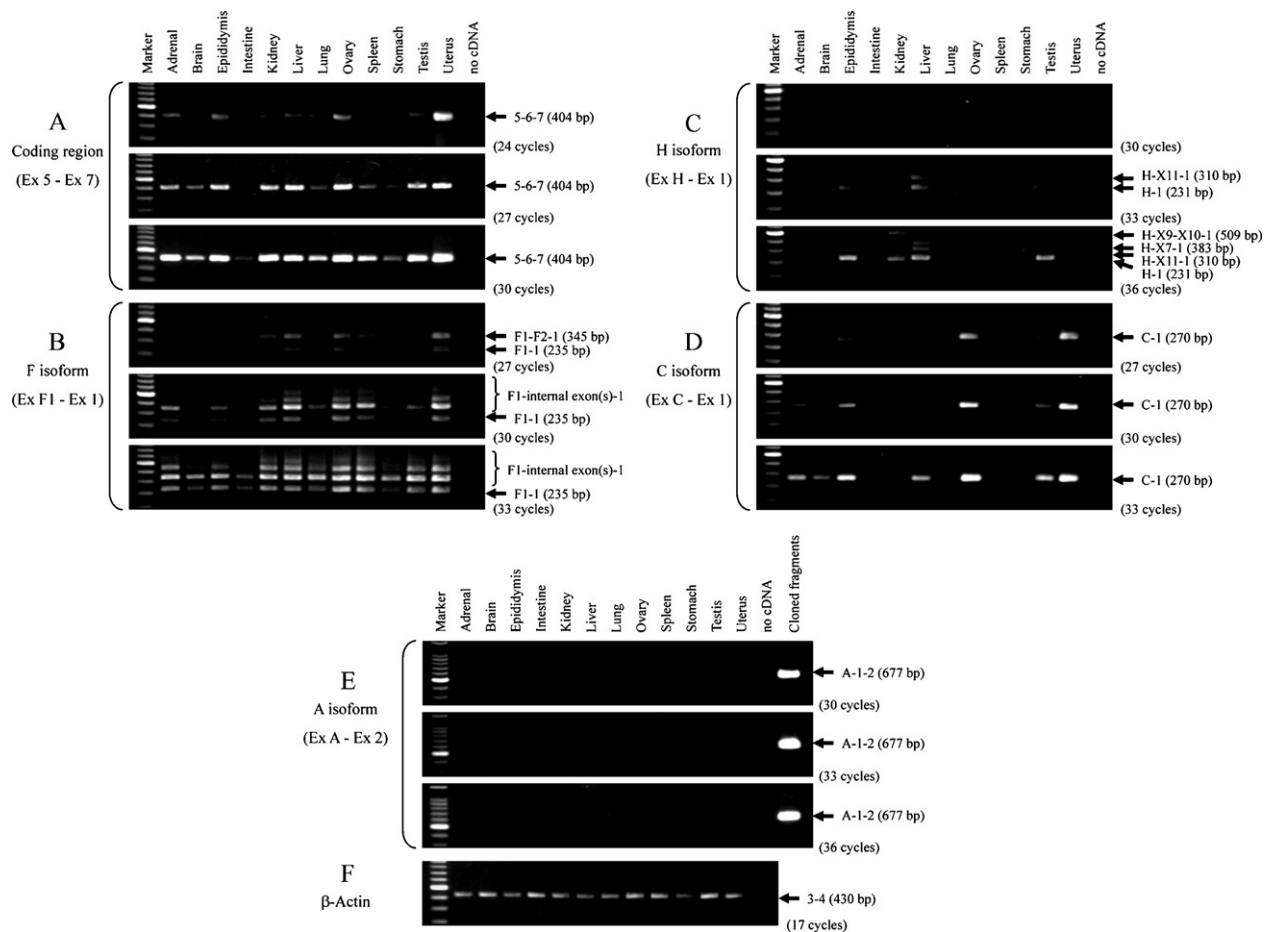 Marker
Adrenal
Brain
Epididymis
Intestine
Kidney
Liver
Lung
Ovary
Spleen
Stomach
Testis
Uterus
no cDNA
A
Coding region
(Ex 5 - Ex 7)
5-6-7 (404 bp)
(24 cycles)
5-6-7 (404 bp)
(27 cycles)
5-6-7 (404 bp)
(30 cycles)
B
F isoform
(Ex F1 - Ex 1)
F1-F2-1 (345 bp)
F1-1 (235 bp)
(27 cycles)
F1-internal exon(s)-1
F1-1 (235 bp)
(30 cycles)
F1-internal exon(s)-1
F1-1 (235 bp)
(33 cycles)
Marker
Adrenal
Brain
Epididymis
Intestine
Kidney
Liver
Lung
Ovary
Spleen
Stomach
Testis
Uterus
no cDNA
C
H isoform
(Ex H - Ex 1)
(30 cycles)
H-X11-1 (310 bp)
H-1 (231 bp)
(33 cycles)
H-X9-X10-1 (509 bp)
H-X7-1 (383 bp)
H-X11-1 (310 bp)
H-1 (231 bp)
(36 cycles)
D
C isoform
(Ex C - Ex 1)
C-1 (270 bp)
(27 cycles)
C-1 (270 bp)
(30 cycles)
C-1 (270 bp)
(33 cycles)
Marker
Adrenal
Brain
Epididymis
Intestine
Kidney
Liver
Lung
Ovary
Spleen
Stomach
Testis
Uterus
no cDNA
Cloned fragments
E
A isoform
(Ex A - Ex 2)
A-1-2 (677 bp)
(30 cycles)
A-1-2 (677 bp)
(33 cycles)
A-1-2 (677 bp)
(36 cycles)
F
β-Actin
3-4 (430 bp)
(17 cycles)